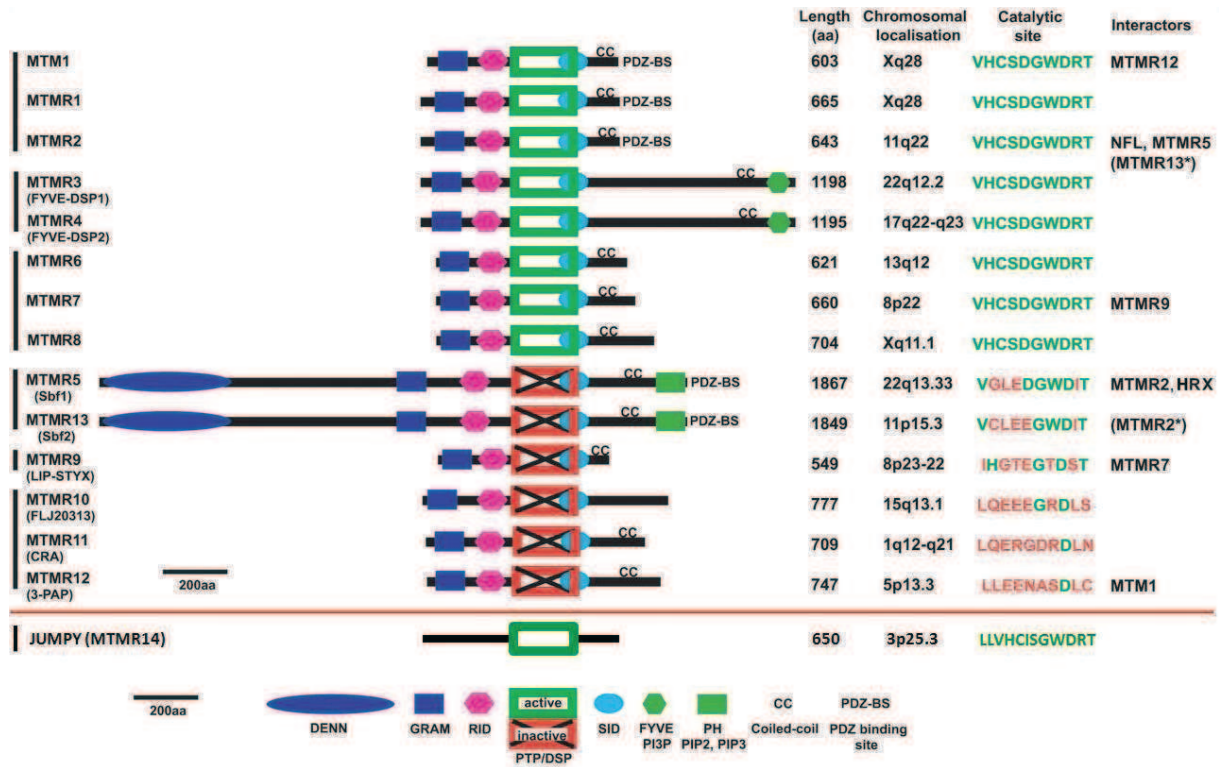 Length (aa) Chromosomal localisation Catalytic site Interactors
MTM1 CC PDZ-BS 603 Xq28 VHCSDGWDRT MTMR12
MTMR1 CC PDZ-BS 665 Xq28 VHCSDGWDRT
MTMR2 CC PDZ-BS 643 11q22 VHCSDGWDRT NFL, MTMR5
(MTMR13*)
MTMR3 CC 1198 22q12.2 VHCSDGWDRT
(FYVE-DSP1)
MTMR4 CC 1195 17q22-q23 VHCSDGWDRT
(FYVE-DSP2)
MTMR6 CC 621 13q12 VHCSDGWDRT
MTMR7 CC 660 8p22 VHCSDGWDRT MTMR9
MTMR8 CC 704 Xq11.1 VHCSDGWDRT
MTMR5 CC PDZ-BS 1867 22q13.33 VGLEDGWDIT MTMR2, HRX
(Sbf1)
MTMR13 CC PDZ-BS 1849 11p15.3 VCLEEGWDIT (MTMR2*)
(Sbf2)
MTMR9 CC 549 8p23-22 IHGTEGTDST MTMR7
(LIP-STYX)
MTMR10 777 15q13.1 LQEEEGRDLS
(FLJ20313)
MTMR11 CC 709 1q12-q21 LQERGDRDLN
(CRA)
MTMR12 CC 747 5p13.3 LLEENASDLC MTM1
(3-PAP)
200aa
JUMPY (MTMR14) 650 3p25.3 LLVHCISGWDRT
200aa
DENN
GRAM
RID
active
inactive
PTP/DSP
SID
FYVE
PI3P
PH
PIP2, PIP3
CC
Coiled-coil
PDZ-BS
PDZ binding
site